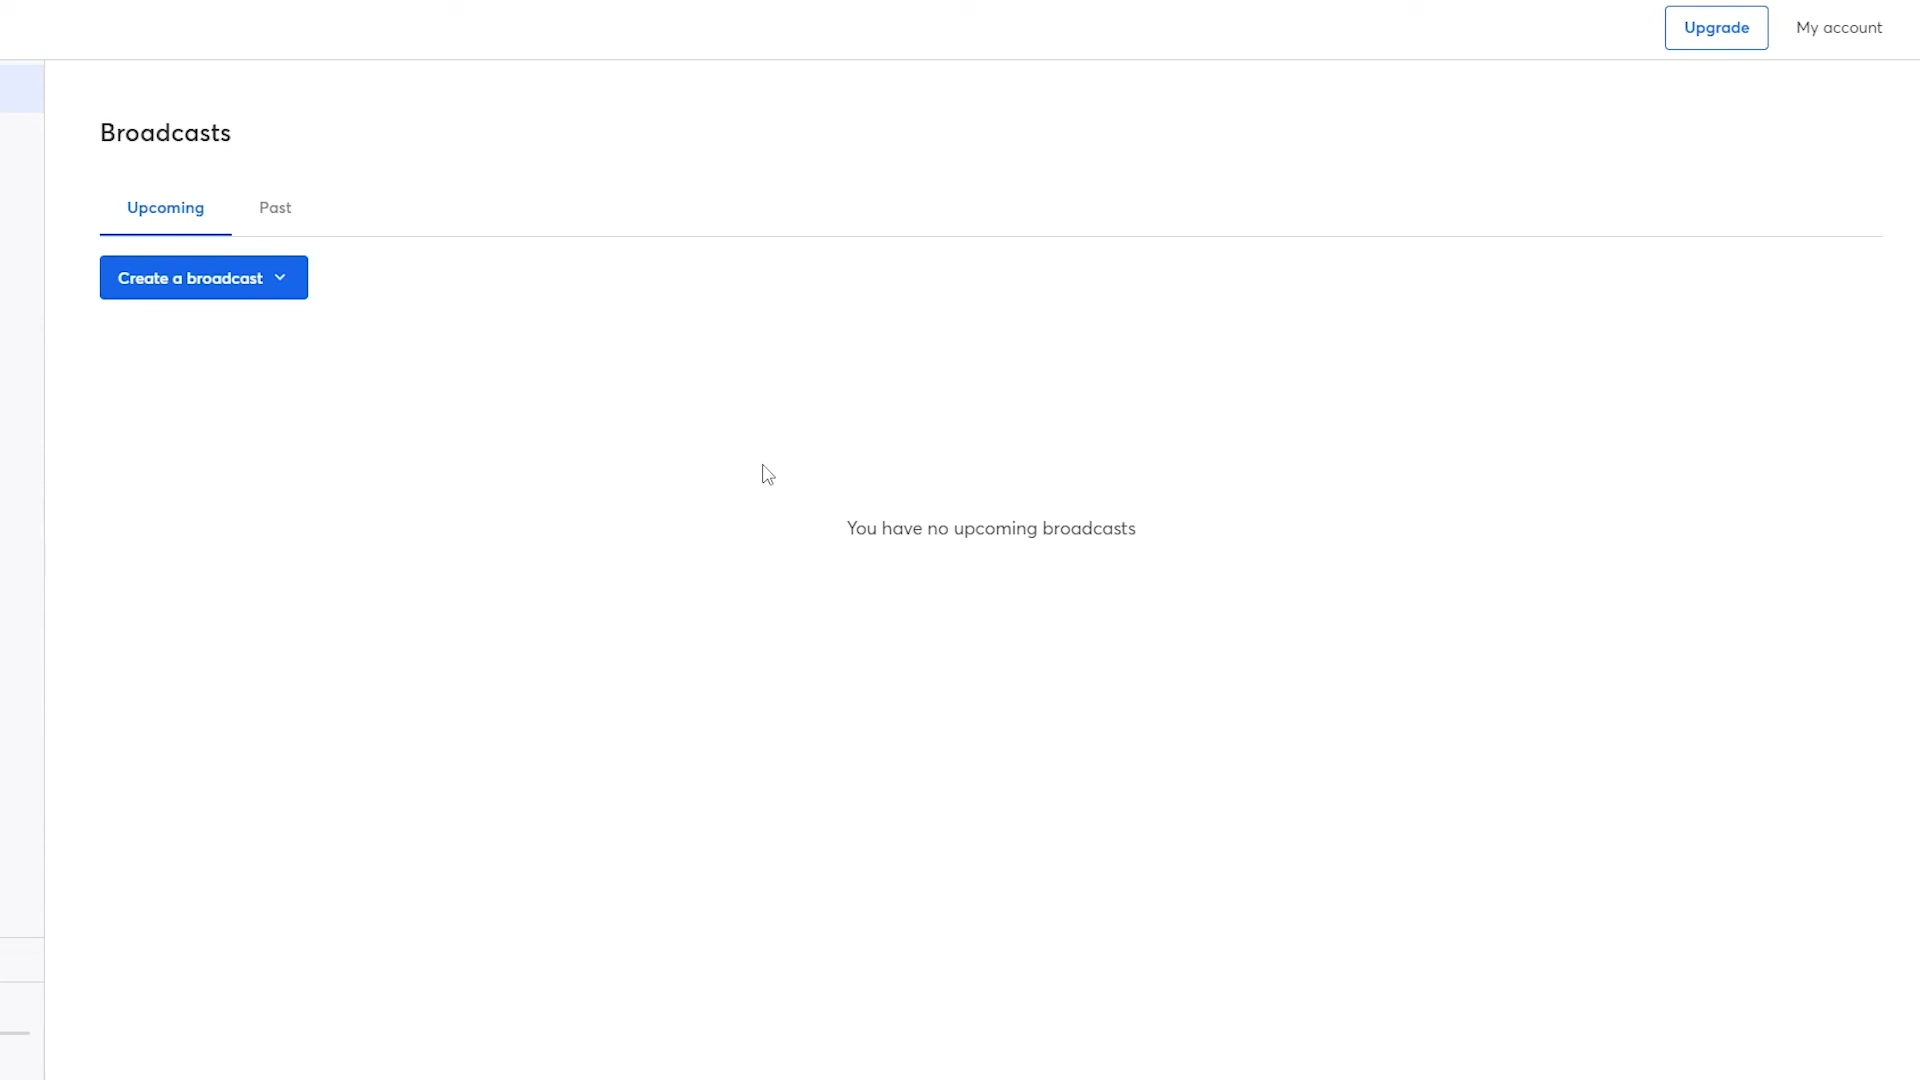 Upgrade My account
Broadcasts
Upcoming Past
Create a broadcast
You have no upcoming broadcasts